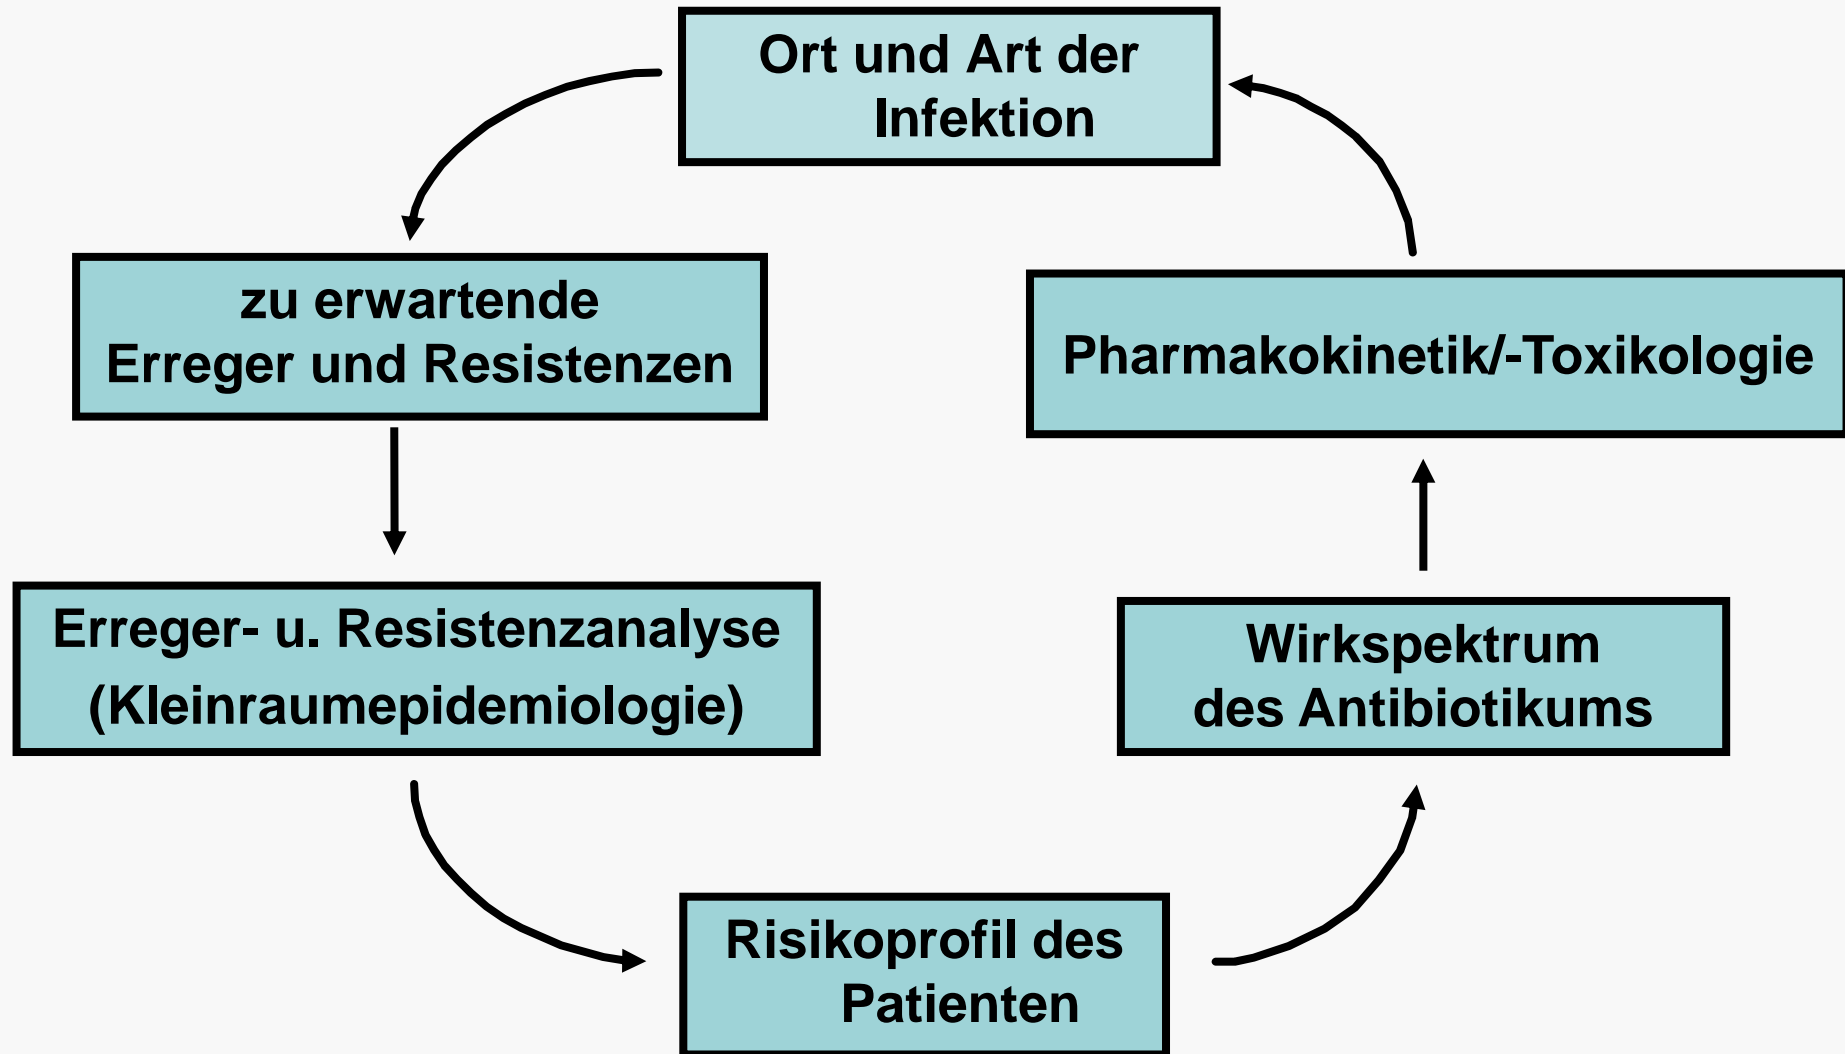 Ort und Art der
Infektion
zu erwartende
Erreger und Resistenzen
Pharmakokinetik/-Toxikologie
Erreger- u. Resistenzanalyse
(Kleinraumepidemiologie)
Wirkspektrum
des Antibiotikums
Risikoprofil des
Patienten